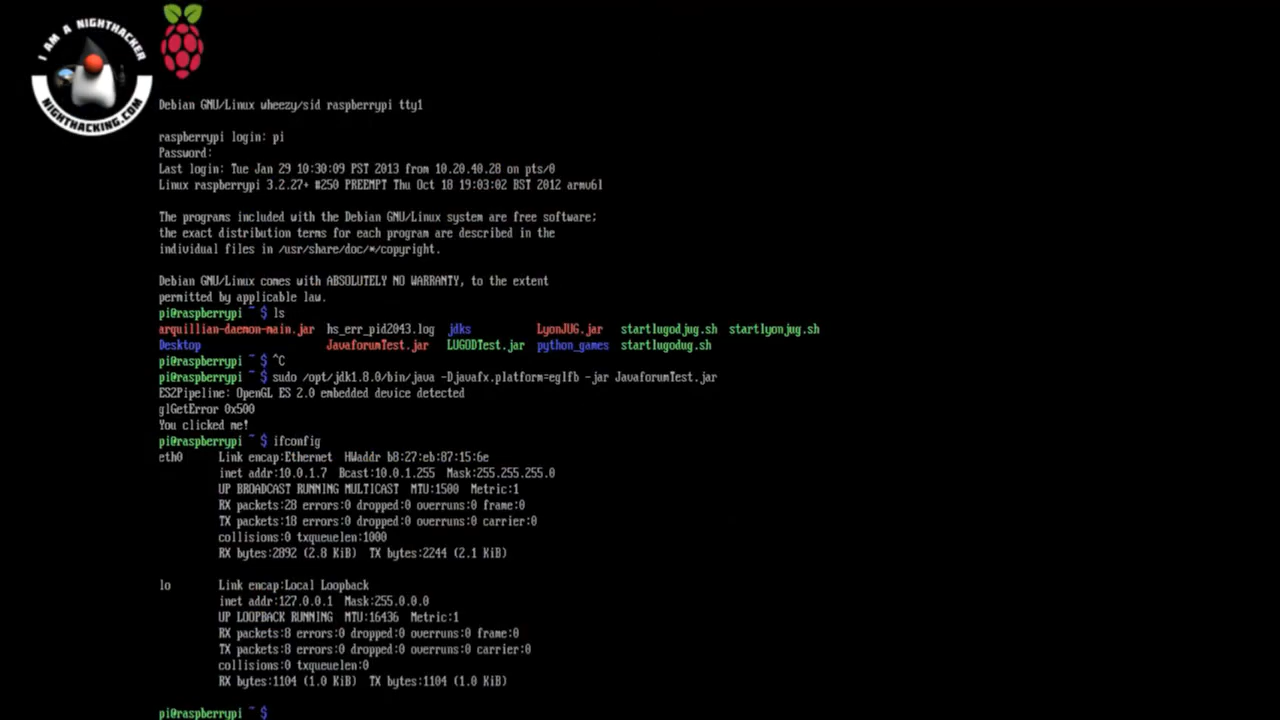 I AM A NIGHTHACKER
NIGHTHACKING.COM
Debian GNU/Linux wheezy/sid raspberrypi tty1
raspberrypi login: pi
Password:
Last login: Tue Jan 29 10:30:09 PST 2013 from 10.20.40.28 on pts/0
Linux raspberrypi 3.2.27+ #250 PREEMPT Thu Oct 18 19:03:02 BST 2012 armv6l
The programs included with the Debian GNU/Linux system are free software;
the exact distribution terms for each program are described in the
individual files in /usr/share/doc/*/copyright.
Debian GNU/Linux comes with ABSOLUTELY NO WARRANTY, to the extent
permitted by applicable law.
pi@raspberrypi ~ $ ls
arquillian-daemon-main.jar hs_err_pid2043.log jdks LyonJUG.jar startlugodjug.sh startlyonjug.sh
Desktop JavaforumTest.jar LUGODTest.jar python_games startlugodug.sh
pi@raspberrypi ~ $ ^C
pi@raspberrypi ~ $ sudo /opt/jdk1.8.0/bin/java -Djavafx.platform=eglfb -jar JavaforumTest.jar
ES2Pipeline: OpenGL ES 2.0 embedded device detected
glGetError 0x500
You clicked me!
pi@raspberrypi ~ $ ifconfig
eth0 Link encap:Ethernet HWaddr b8:27:eb:87:15:6e
inet addr:10.0.1.7 Bcast:10.0.1.255 Mask:255.255.255.0
UP BROADCAST RUNNING MULTICAST MTU:1500 Metric:1
RX packets:28 errors:0 dropped:0 overruns:0 frame:0
TX packets:18 errors:0 dropped:0 overruns:0 carrier:0
collisions:0 txqueuelen:1000
RX bytes:2892 (2.8 KiB) TX bytes:2244 (2.1 KiB)
lo Link encap:Local Loopback
inet addr:127.0.0.1 Mask:255.0.0.0
UP LOOPBACK RUNNING MTU:16436 Metric:1
RX packets:8 errors:0 dropped:0 overruns:0 frame:0
TX packets:8 errors:0 dropped:0 overruns:0 carrier:0
collisions:0 txqueuelen:0
RX bytes:1104 (1.0 KiB) TX bytes:1104 (1.0 KiB)
pi@raspberrypi ~ $